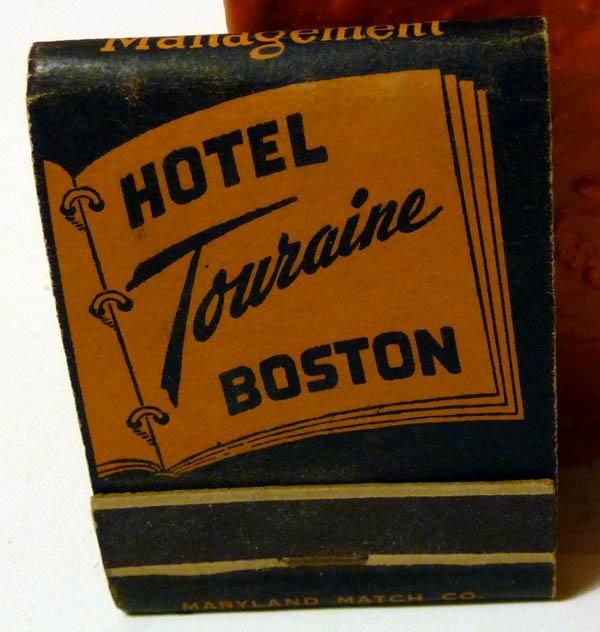 Management
HOTEL
Touraine
BOSTON
MARYLAND MATCH CO.